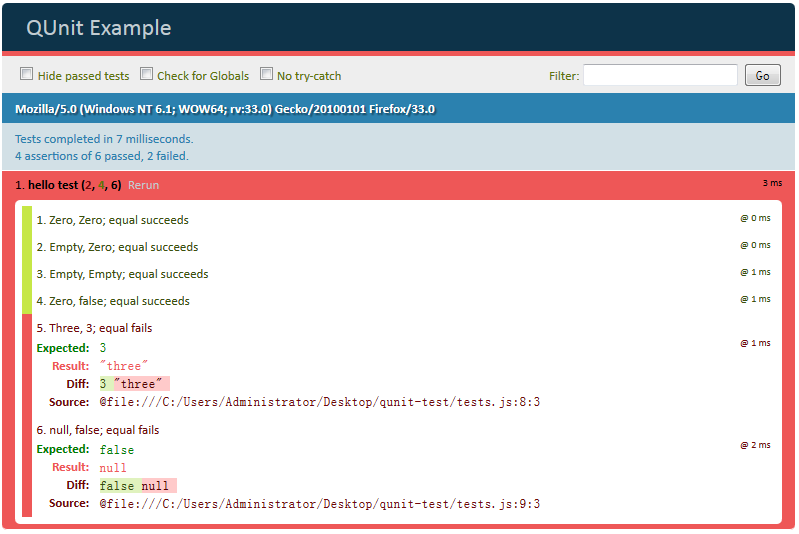 QUnit Example
Hide passed tests Check for Globals No try-catch Filter: Go
Mozilla/5.0 (Windows NT 6.1; WOW64; rv:33.0) Gecko/20100101 Firefox/33.0
Tests completed in 7 milliseconds.
4 assertions of 6 passed, 2 failed.
1. hello test (2, 4, 6) Rerun 3 ms
1. Zero, Zero; equal succeeds @ 0 ms
2. Empty, Zero; equal succeeds @ 0 ms
3. Empty, Empty; equal succeeds @ 1 ms
4. Zero, false; equal succeeds @ 1 ms
5. Three, 3; equal fails
Expected: 3 @ 1 ms
Result: "three"
Diff: 3 "three"
Source: @file:///C:/Users/Administrator/Desktop/qunit-test/tests.js:8:3
6. null, false; equal fails
Expected: false @ 2 ms
Result: null
Diff: false null
Source: @file:///C:/Users/Administrator/Desktop/qunit-test/tests.js:9:3